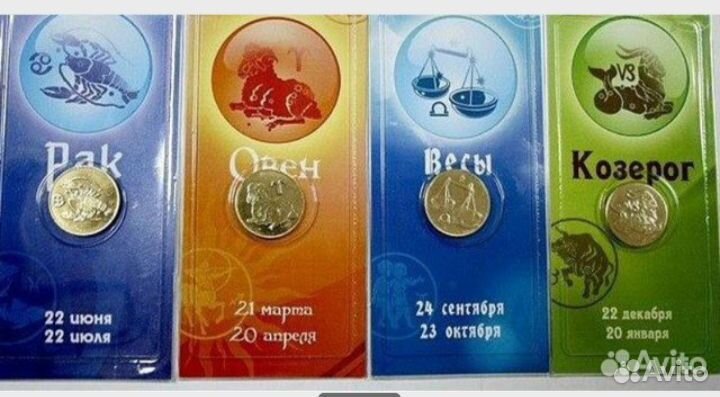 Рак
22 июня
22 июля
Овен
21 марта
20 апреля
Весы
24 сентября
23 октября
Козерог
22 декабря
20 января
Avito
Avito